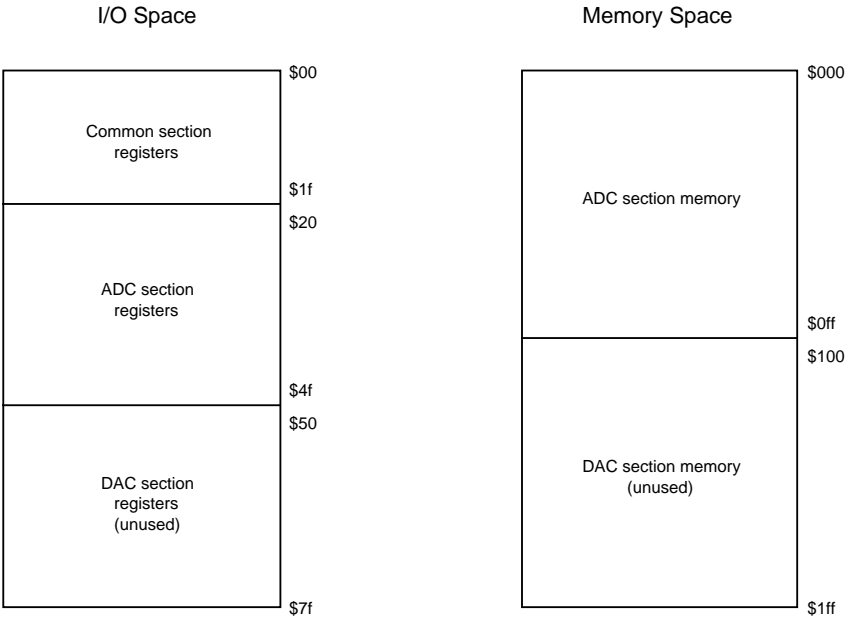 I/O Space
$00
Common section
registers
$1f
$20
ADC section
registers
$4f
$50
DAC section
registers
(unused)
$7f
Memory Space
$000
ADC section memory
$0ff
$100
DAC section memory
(unused)
$1ff